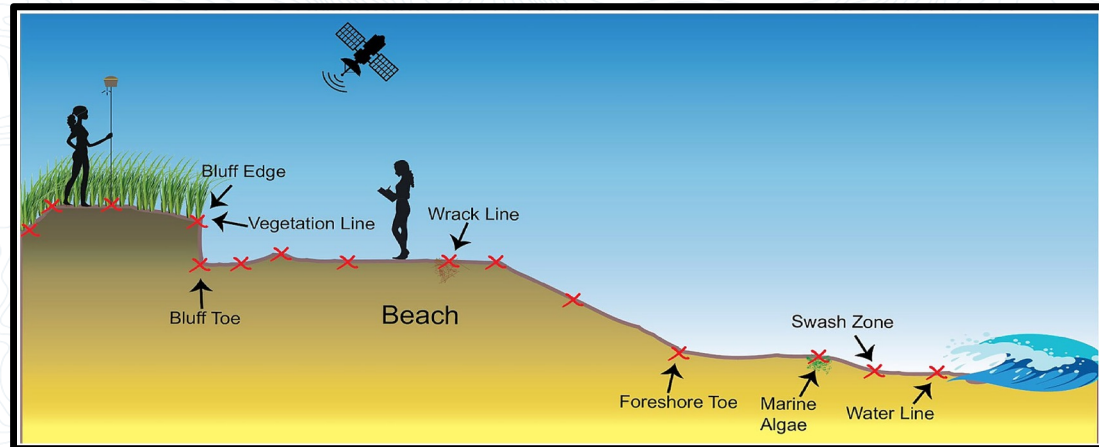 Bluff Edge
Vegetation Line
Wrack Line
Bluff Toe
Beach
Swash Zone
Foreshore Toe
Marine
Algae
Water Line